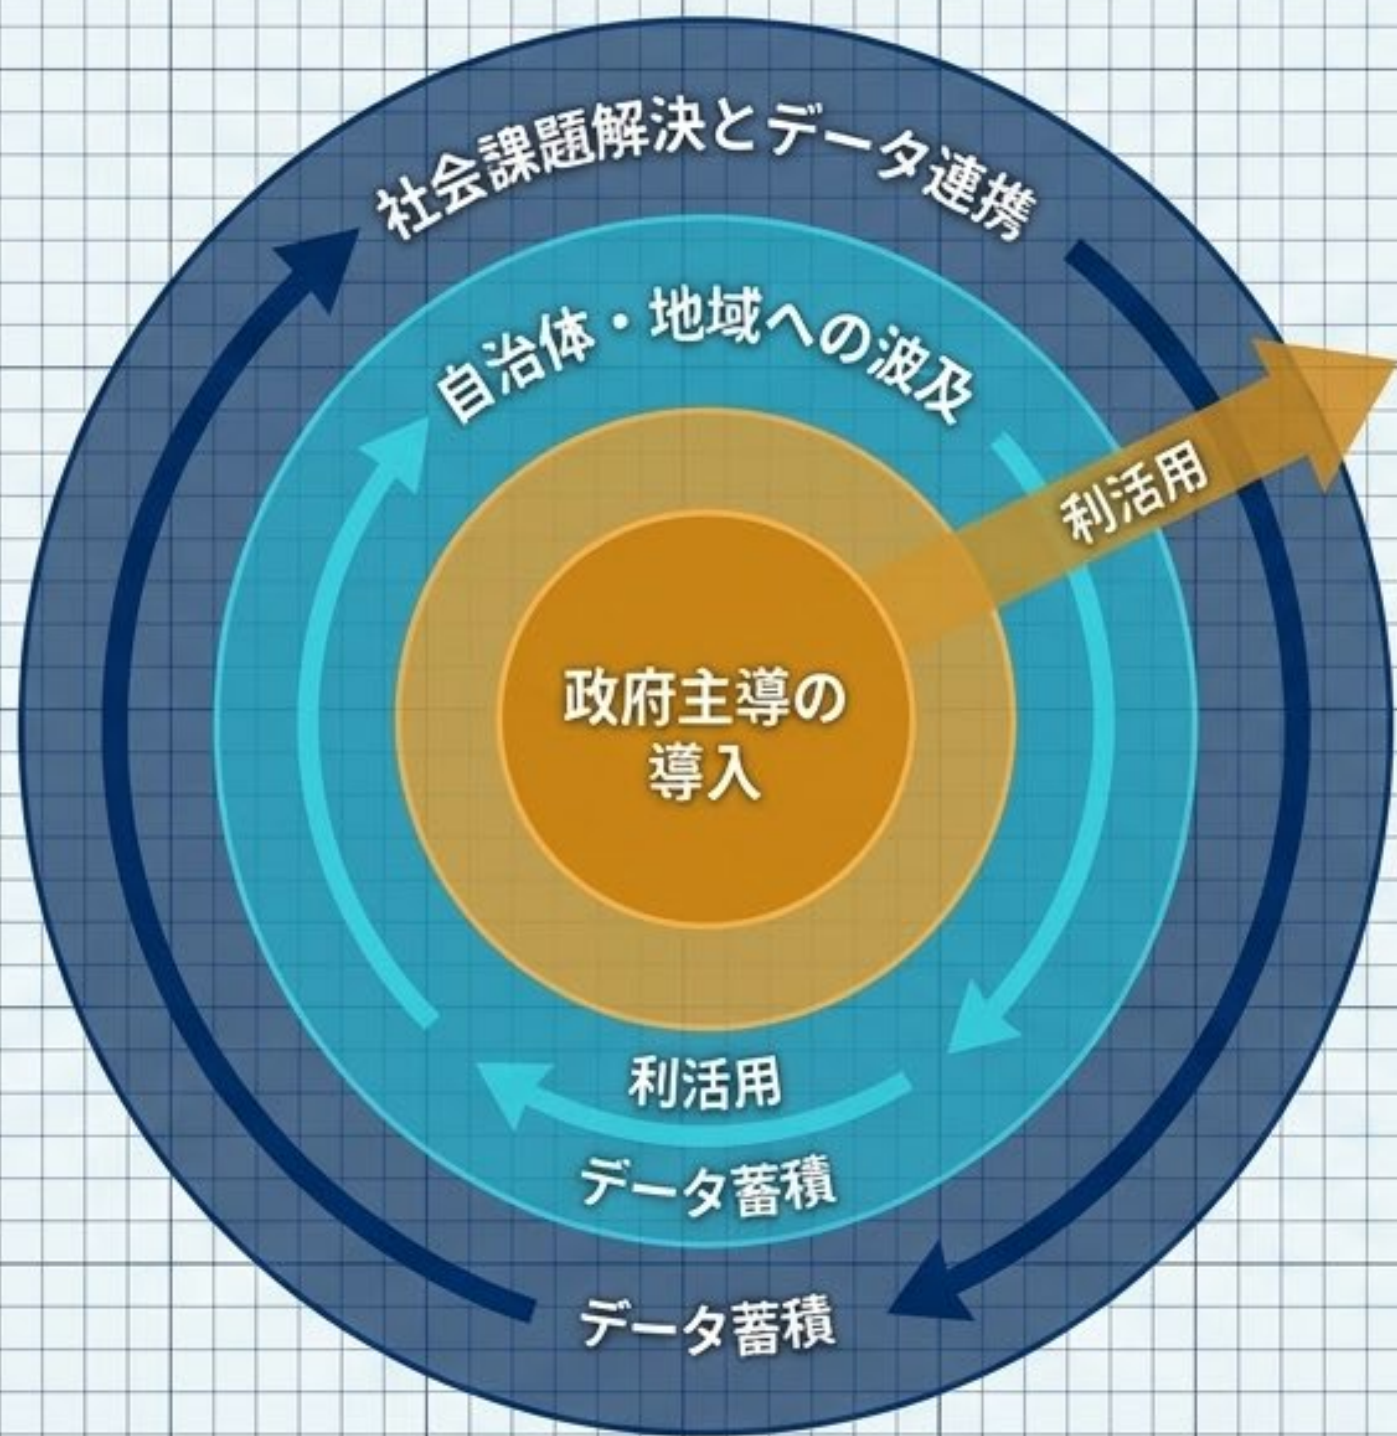 社会課題解決とデータ連携
自治体・地域への波及
利活用
政府主導の
導入
利活用
データ蓄積
データ蓄積